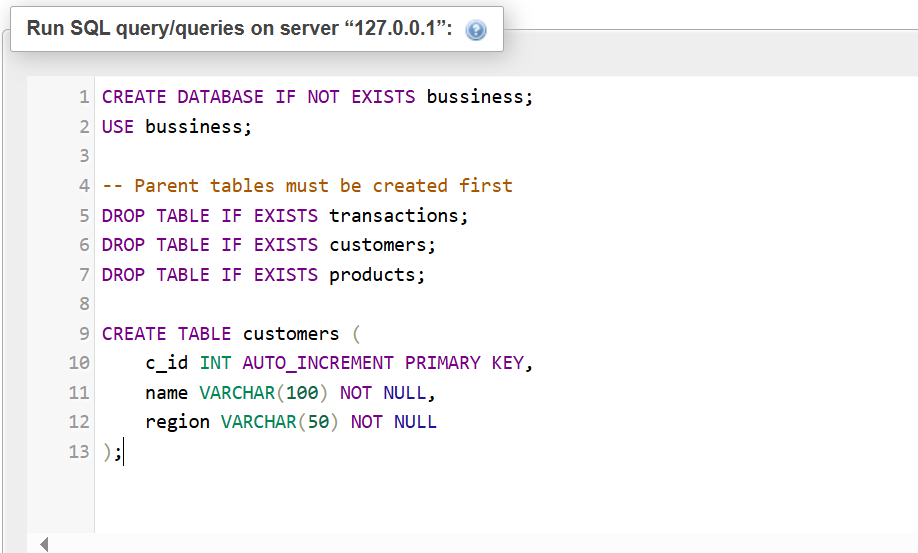 Run SQL query/queries on server “127.0.0.1”:
1 CREATE DATABASE IF NOT EXISTS bussiness;
2 USE bussiness;
3
4 -- Parent tables must be created first
5 DROP TABLE IF EXISTS transactions;
6 DROP TABLE IF EXISTS customers;
7 DROP TABLE IF EXISTS products;
8
9 CREATE TABLE customers (
10     c_id INT AUTO_INCREMENT PRIMARY KEY,
11     name VARCHAR(100) NOT NULL,
12     region VARCHAR(50) NOT NULL
13 );